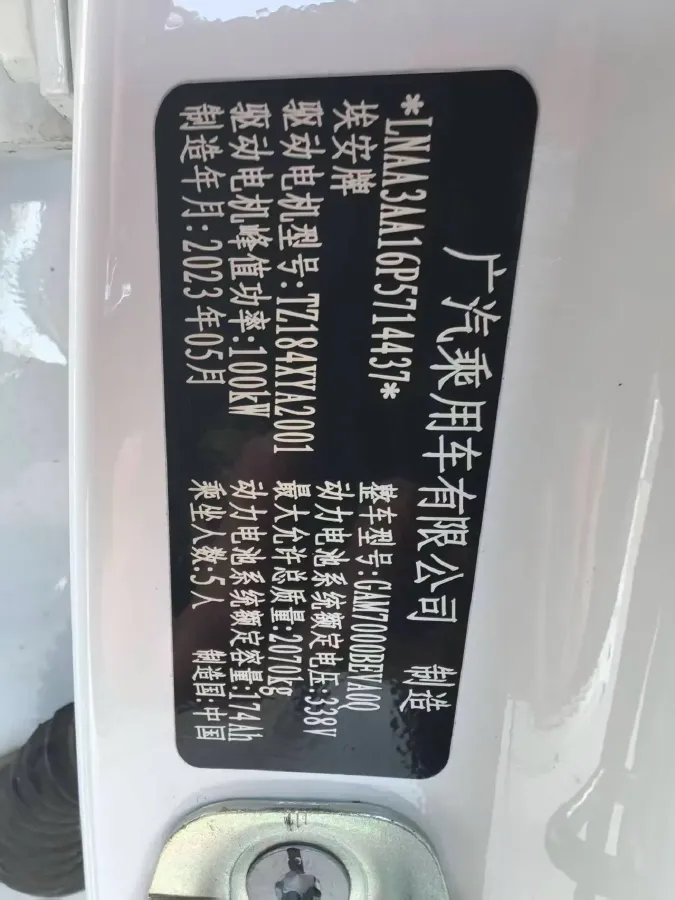 广汽乘用车有限公司 制造
*LNAA3AA16P5714437*
埃安牌 整车型号:GAM7000BEVA0Q
驱动电机型号:TZ184XYA2001 动力电池系统额定电压:338V
驱动电机峰值功率:100kW 最大允许总质量:2070kg
制造年月:2023年05月 动力电池系统额定容量:174Ah
乘坐人数:5人 制造国:中国